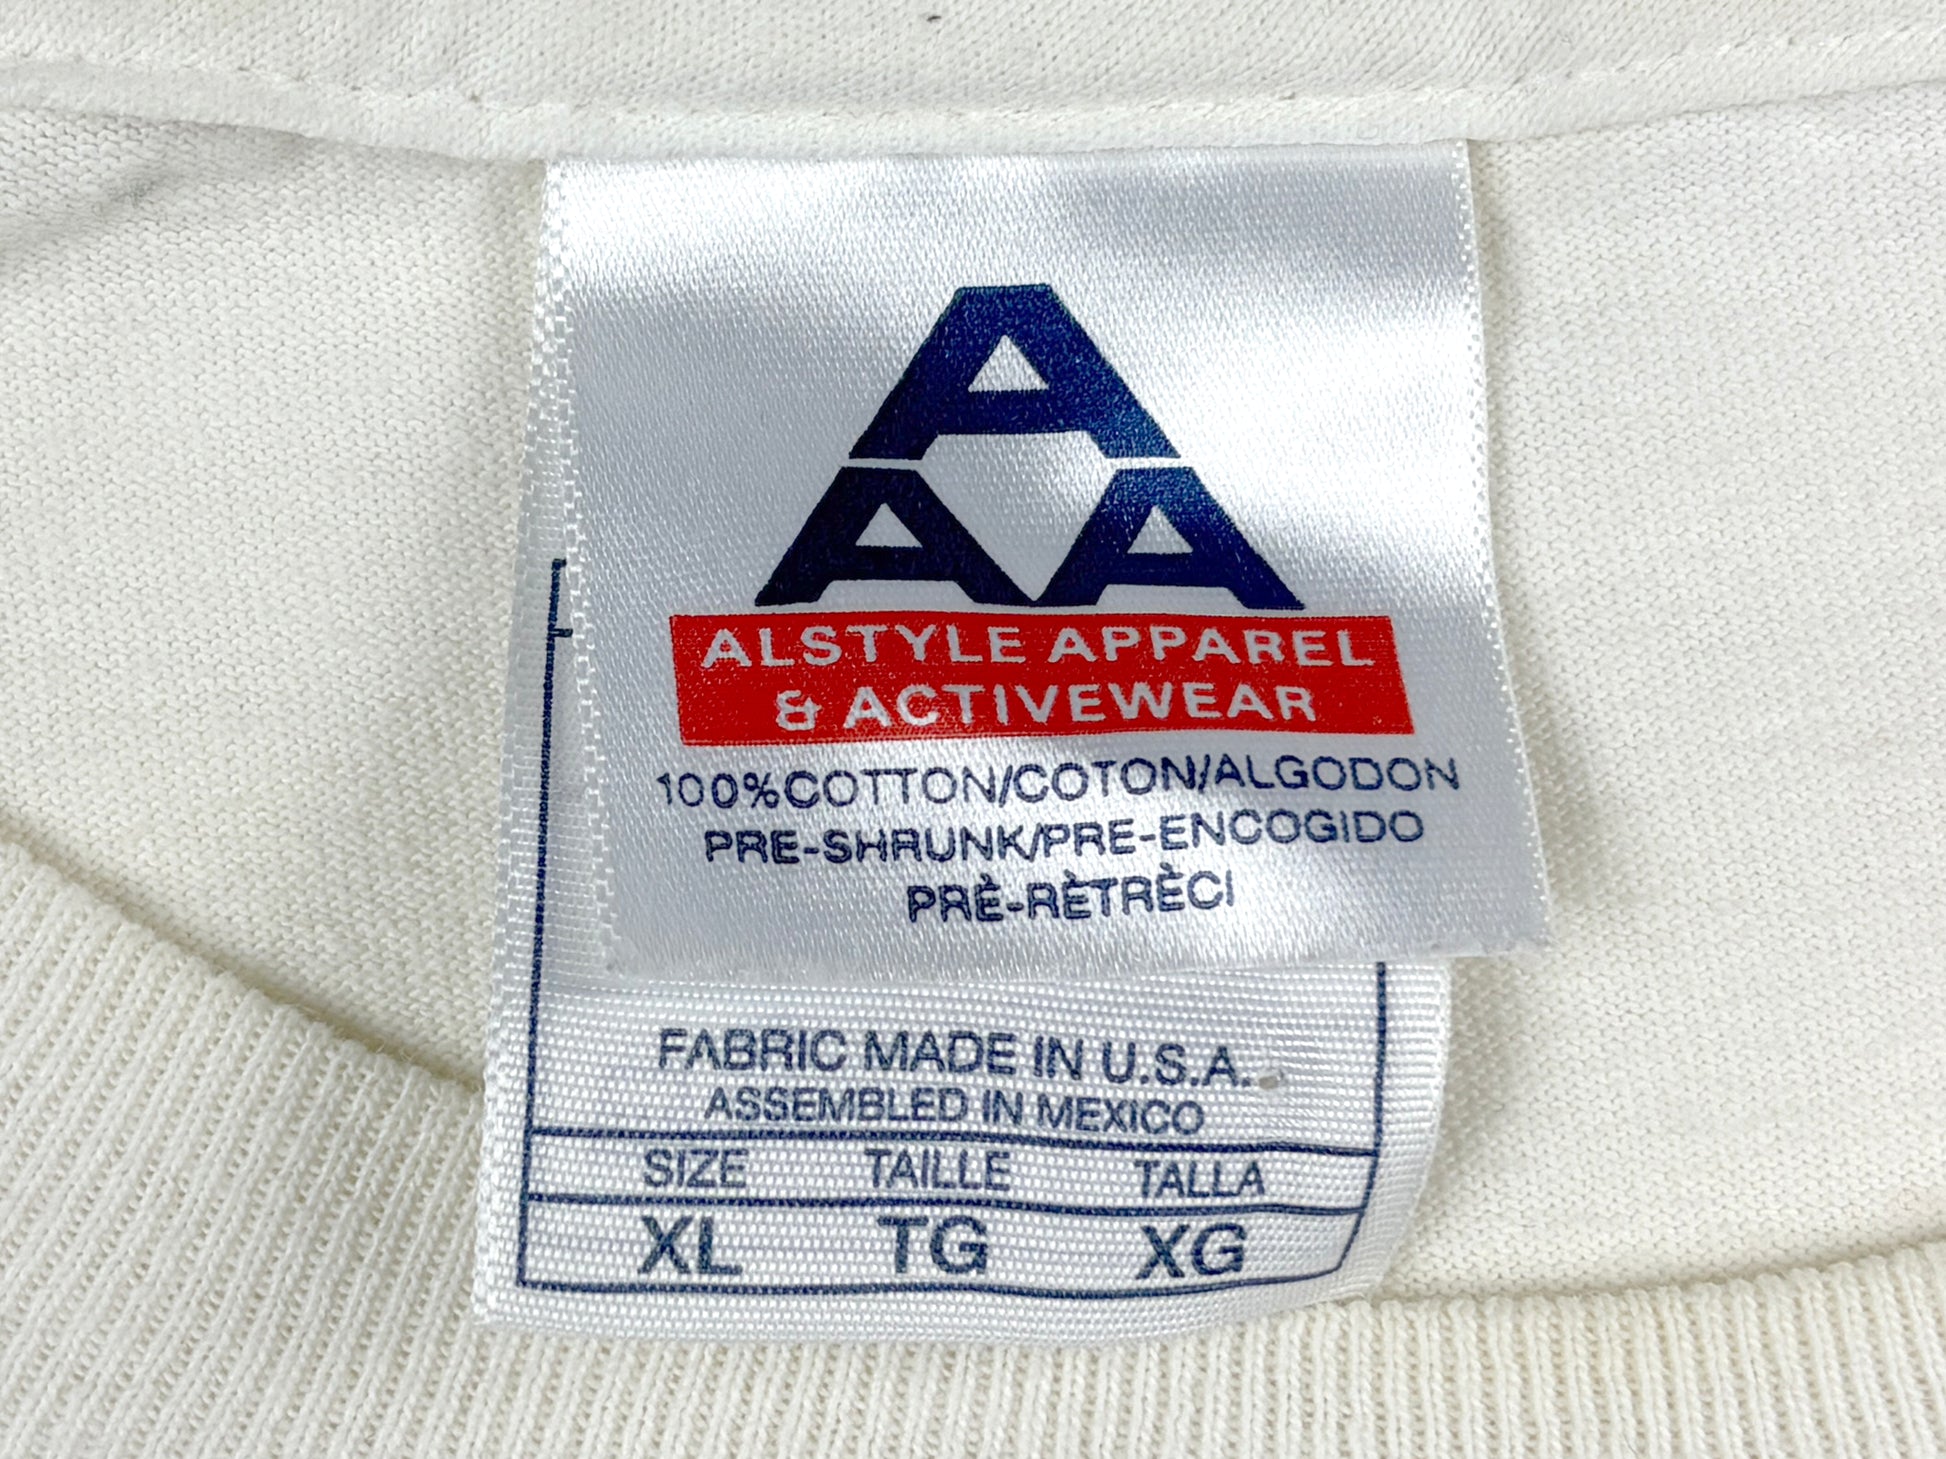 A
AA
ALSTYLE APPAREL
& ACTIVEWEAR
100%COTTON/COTON/ALGODON
PRE-SHRUNK/PRE-ENCOGIDO
PRÈ-RÈTRÈCI
FABRIC MADE IN U.S.A.
ASSEMBLED IN MEXICO
SIZE TAILLE TALLA
XL TG XG